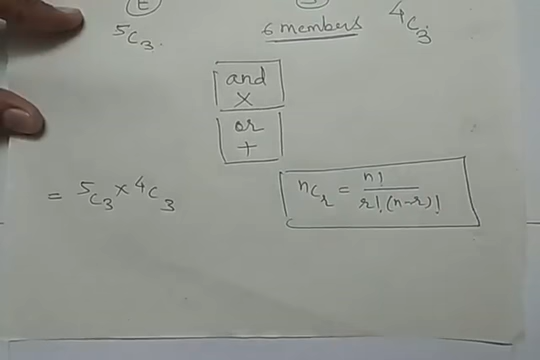 E
⁵C₃.
6 members
⁴C₃.
and
×
or
+
= ⁵C₃ × ⁴C₃
ⁿCᵣ = n! / r!(n-r)!